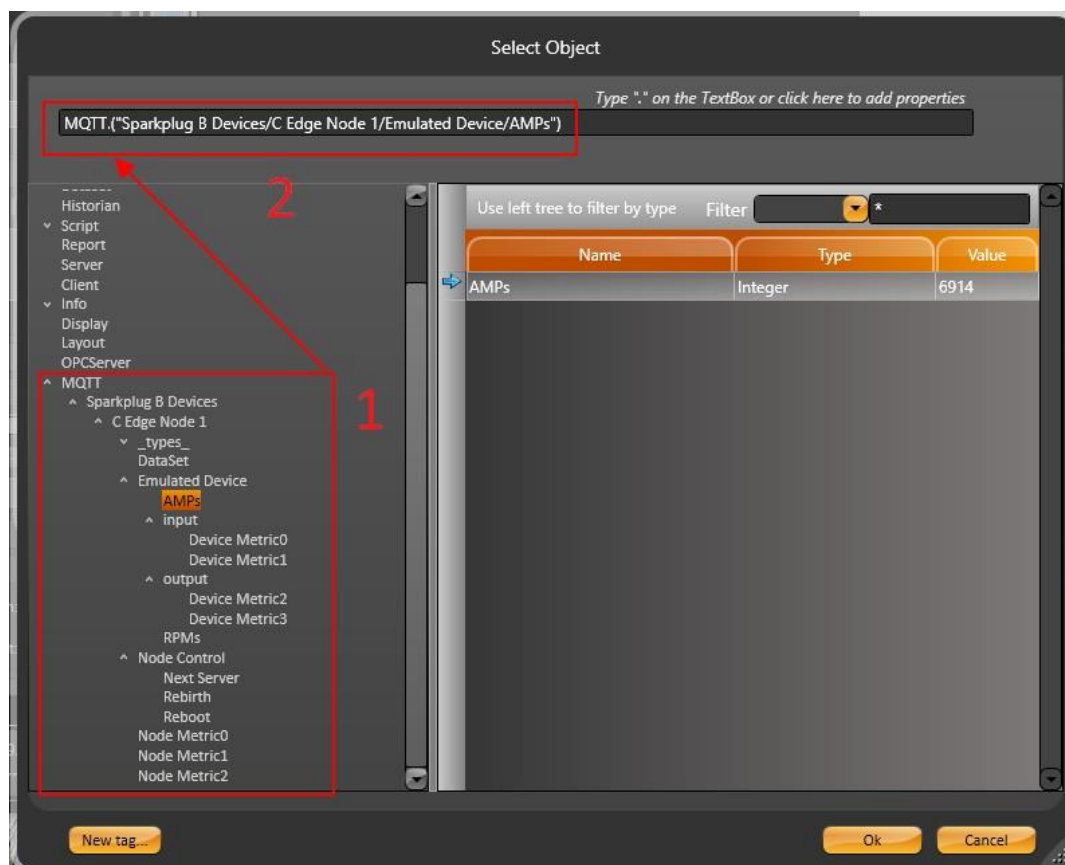 Select Object
Type "." on the TextBox or click here to add properties
MQTT.("Sparkplug B Devices/C Edge Node 1/Emulated Device/AMPs")
2
Historian
Script
Report
Server
Client
Info
Display
Layout
OPCServer
MQTT
Sparkplug B Devices
C Edge Node 1
_types_
DataSet
Emulated Device
AMPs
input
Device Metric0
Device Metric1
output
Device Metric2
Device Metric3
RPMs
Node Control
Next Server
Rebirth
Reboot
Node Metric0
Node Metric1
Node Metric2
1
Use left tree to filter by type Filter *
Name Type Value
AMPs Integer 6914
New tag... Ok Cancel